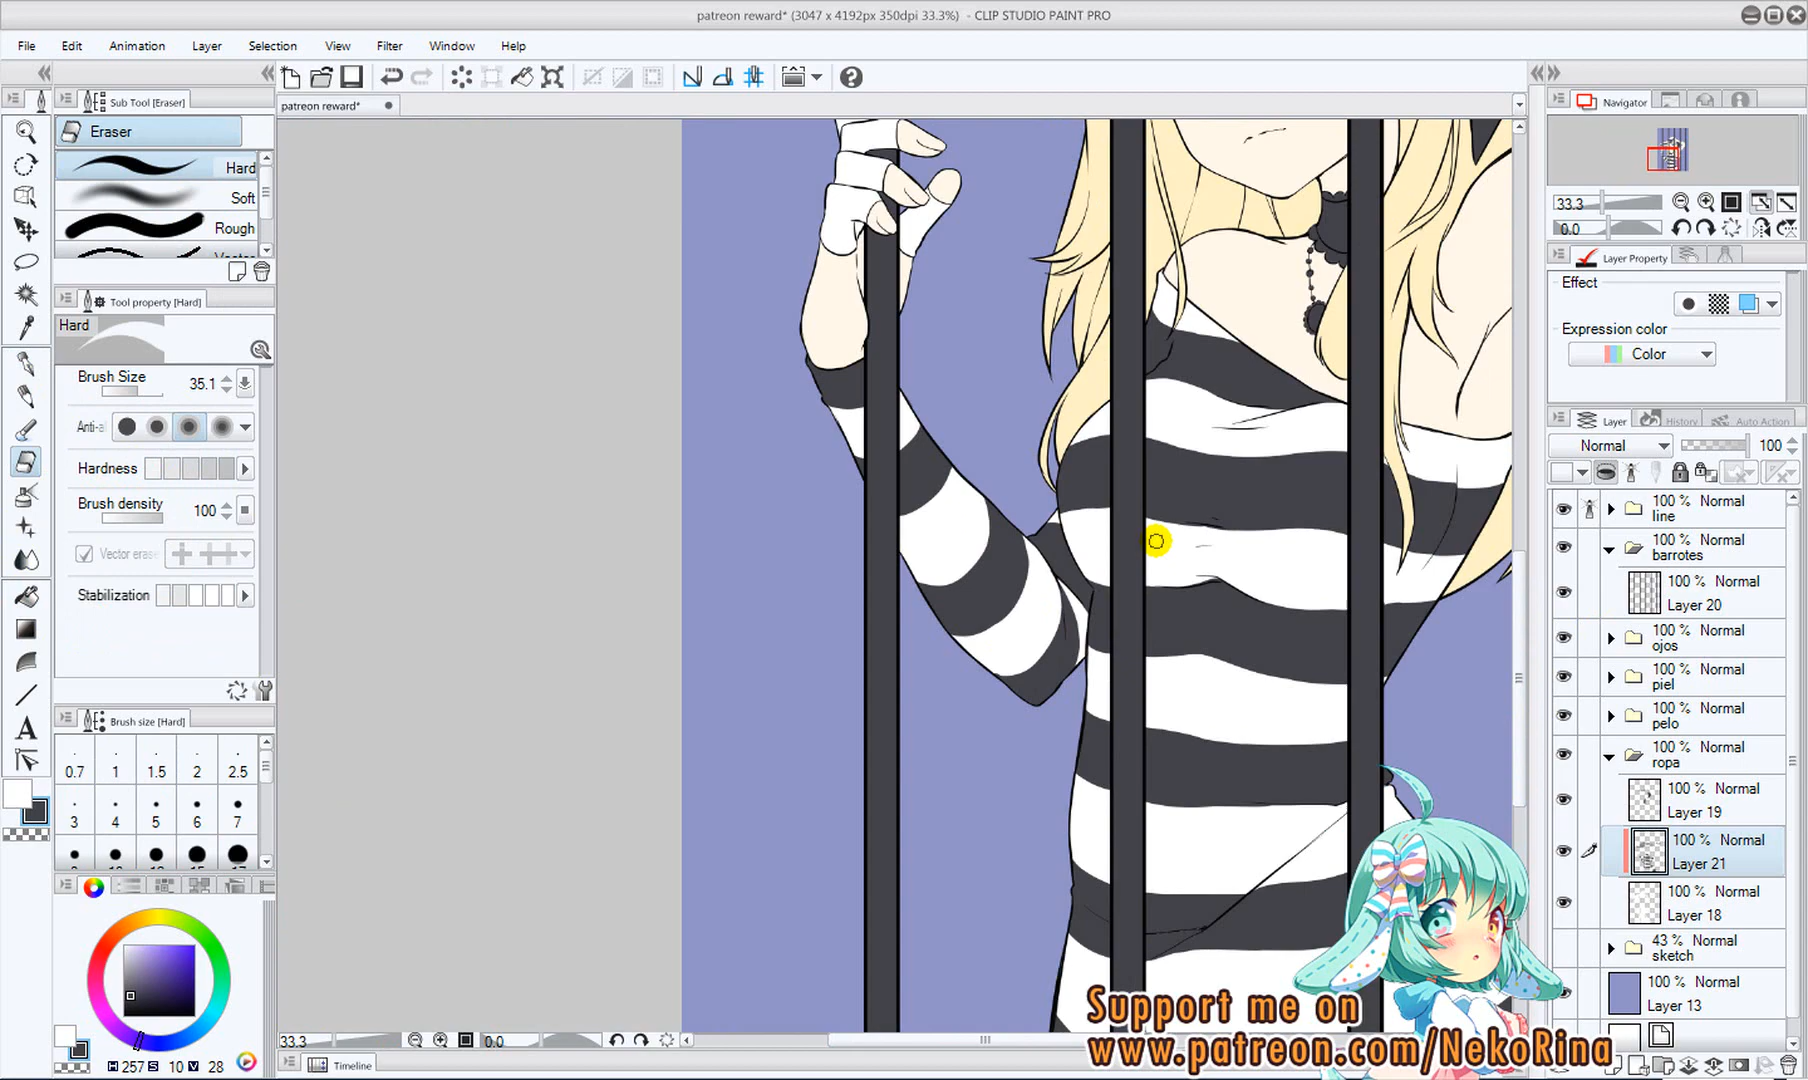 patreon reward* (3047 x 4192px 350dpi 33.3%) - CLIP STUDIO PAINT PRO
File Edit Animation Layer Selection Filter View Window Help
Sub Tool [Eraser]
patreon reward*
Navigator
Eraser
Hard
Soft
Rough
33.3
0.0
Layer Property
Tool property [Hard]
Effect
Hard
Expression color
Color
Brush Size 35.1
Anti-a
Layer History Auto Action
Normal 100
Hardness
Brush density 100
100 % Normal
line
Vector eras
100 % Normal
barrotes
Stabilization
100 % Normal
Layer 20
100 % Normal
ojos
100 % Normal
piel
Brush size [Hard]
100 % Normal
pelo
0.7 1 1.5 2 2.5
100 % Normal
ropa
3 4 5 6 7
100 % Normal
Layer 19
100 % Normal
Layer 21
100 % Normal
Layer 18
43 % Normal
sketch
100 % Normal
Layer 13
Support me on
www.patreon.com/NekoRina
33.3
0.0
H 257 S 10 V 28
Timeline